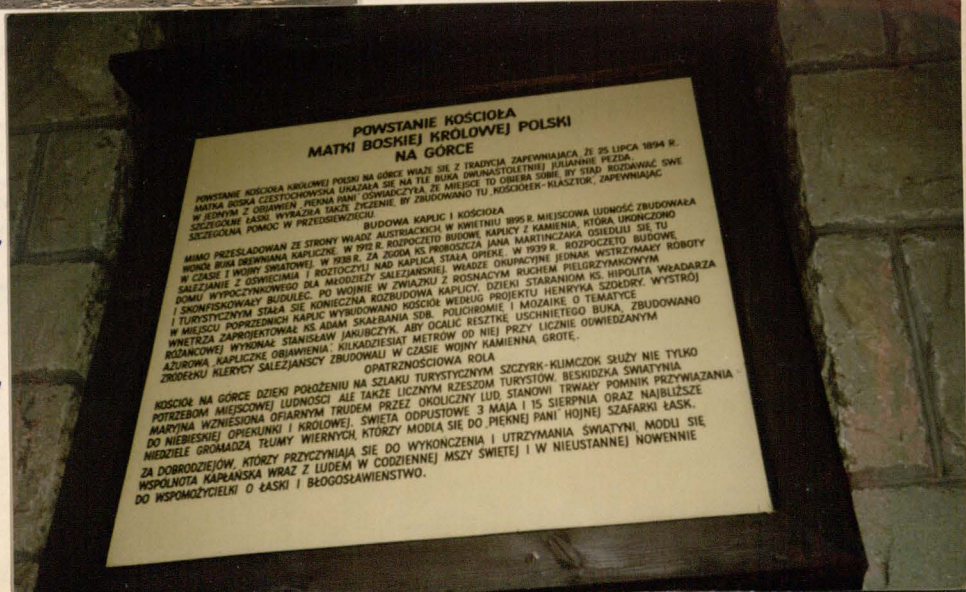 POWSTANIE KOŚCIOŁA
MATKI BOSKIEJ KRÓLOWEJ POLSKI
NA GÓRCE
POWSTANIE KOŚCIOŁA KRÓLOWEJ POLSKI NA GÓRCE WIĄŻE SIĘ Z TRADYCJĄ ZAPEWNIAJĄCĄ, ŻE 25 LIPCA 1894 R.
MATKA BOSKA CZĘSTOCHOWSKA UKAZAŁA SIĘ NA TLE BUKA DWUNASTOLETNIEJ JULIANNIE PEZDA.
W JEDNYM Z OBJAWIEŃ „PIĘKNA PANI" OŚWIADCZYŁA, ŻE MIEJSCE TO OBIERA SOBIE, BY STĄD ROZDAWAĆ SWE
SZCZEGÓLNE ŁASKI. WYRAZIŁA TAKŻE ŻYCZENIE, BY ZBUDOWANO TU „KOŚCIÓŁEK-KLASZTOR", ZAPEWNIAJĄC
SZCZEGÓLNĄ POMOC W PRZEDSIĘWZIĘCIU.
BUDOWA KAPLIC I KOŚCIOŁA
MIMO PRZEŚLADOWAŃ ZE STRONY WŁADZ AUSTRIACKICH, W KWIETNIU 1895 R. MIEJSCOWA LUDNOŚĆ ZBUDOWAŁA
WOKÓŁ BUKA DREWNIANĄ KAPLICZKĘ. W 1912 R. ROZPOCZĘTO BUDOWĘ KAPLICY Z KAMIENIA, KTÓRĄ UKOŃCZONO
W CZASIE I WOJNY ŚWIATOWEJ. W 1938 R. ZA ZGODĄ KS. PROBOSZCZA JANA MARTINCZAKA OSIEDLILI SIĘ TU
SALEZJANIE Z OŚWIĘCIMIA I ROZTOCZYLI NAD KAPLICĄ STAŁĄ OPIEKĘ. W 1939 R. ROZPOCZĘTO BUDOWĘ
DOMU WYPOCZYNKOWEGO DLA MŁODZIEŻY SALEZJAŃSKIEJ. WŁADZE OKUPACYJNE JEDNAK WSTRZYMAŁY ROBOTY
I SKONFISKOWAŁY BUDULEC. PO WOJNIE W ZWIĄZKU Z ROSNĄCYM RUCHEM PIELGRZYMKOWYM
I TURYSTYCZNYM STAŁA SIĘ KONIECZNA ROZBUDOWA KAPLICY. DZIĘKI STARANIOM KS. HIPOLITA WŁADARZA
W MIEJSCU POPRZEDNICH KAPLIC WYBUDOWANO KOŚCIÓŁ WEDŁUG PROJEKTU HENRYKA SZOŁDRY. WYSTRÓJ
WNĘTRZA ZAPROJEKTOWAŁ KS. ADAM SKAŁBANIA SDB. POLICHROMIĘ I MOZAIKĘ O TEMATYCE
RÓŻAŃCOWEJ WYKONAŁ STANISŁAW JAKUBCZYK. ABY OCALIĆ RESZTKĘ USCHNIĘTEGO BUKA, ZBUDOWANO
AŻUROWĄ „KAPLICZKĘ OBJAWIENIA". KILKADZIESIĄT METRÓW OD NIEJ PRZY LICZNIE ODWIEDZANYM
ŹRÓDEŁKU KLERYCY SALEZJAŃSCY ZBUDOWALI W CZASIE WOJNY KAMIENNĄ GROTĘ.
OPATRZNOŚCIOWA ROLA
KOŚCIÓŁ NA GÓRCE DZIĘKI POŁOŻENIU NA SZLAKU TURYSTYCZNYM SZCZYRK-KLIMCZOK SŁUŻY NIE TYLKO
POTRZEBOM MIEJSCOWEJ LUDNOŚCI ALE TAKŻE LICZNYM RZESZOM TURYSTÓW. BESKIDZKA ŚWIĄTYNIA
MARYJNA WZNIESIONA OFIARNYM TRUDEM PRZEZ OKOLICZNY LUD, STANOWI TRWAŁY POMNIK PRZYWIĄZANIA
DO NIEBIESKIEJ OPIEKUNKI I KRÓLOWEJ. ŚWIĘTA ODPUSTOWE 3 MAJA I 15 SIERPNIA ORAZ NAJBLIŻSZE
NIEDZIELE GROMADZĄ TŁUMY WIERNYCH, KTÓRZY MODLĄ SIĘ DO „PIĘKNEJ PANI" HOJNEJ SZAFARKI ŁASK.
ZA DOBRODZIEJÓW, KTÓRZY PRZYCZYNIAJĄ SIĘ DO WYKOŃCZENIA I UTRZYMANIA ŚWIĄTYNI, MODLI SIĘ
WSPÓLNOTA KAPŁAŃSKA WRAZ Z LUDEM W CODZIENNEJ MSZY ŚWIĘTEJ I W NIEUSTANNEJ NOWENNIE
DO WSPOMOŻYCIELKI O ŁASKI I BŁOGOSŁAWIEŃSTWO.